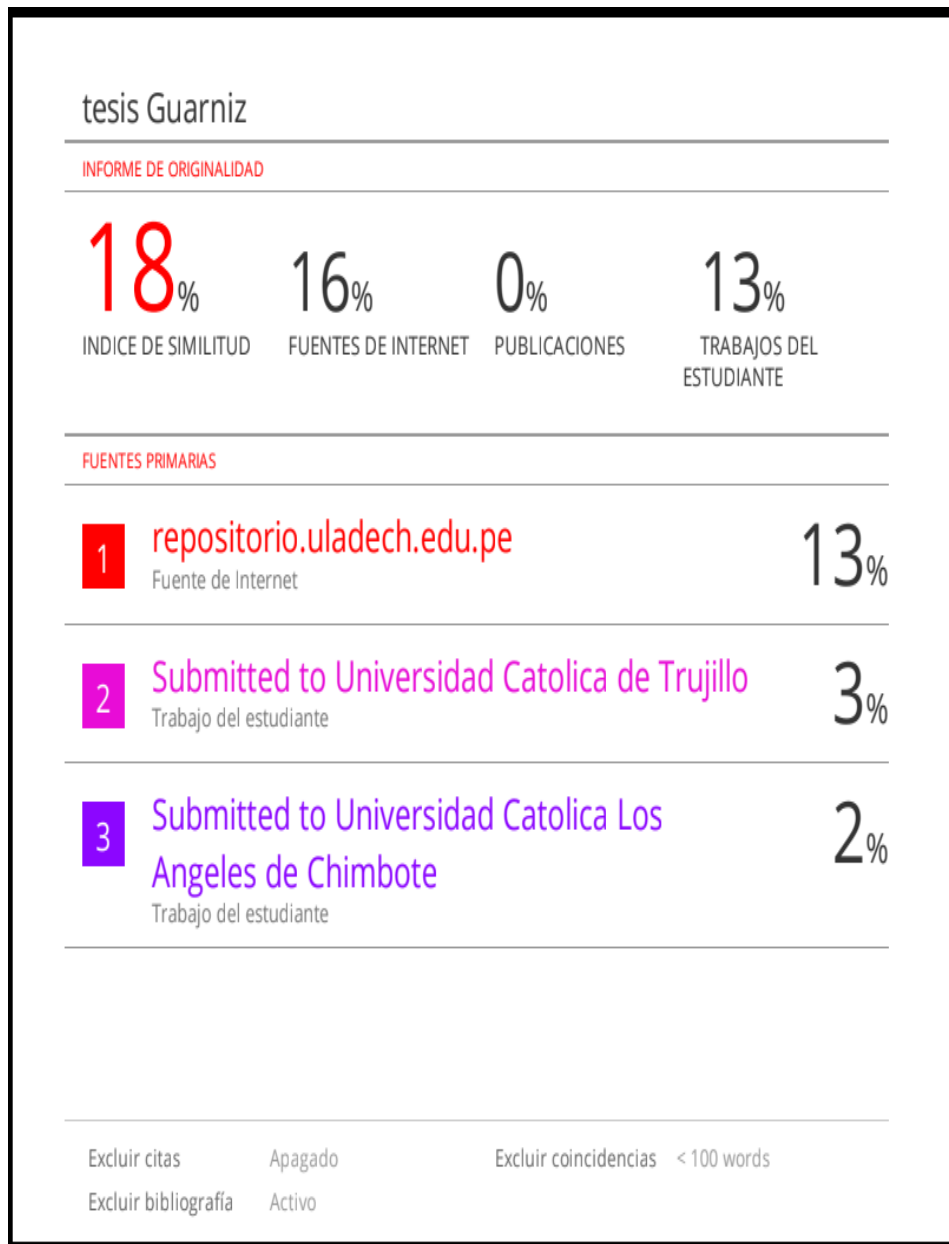 tesis Guarniz
INFORME DE ORIGINALIDAD
18% 16% 0% 13%
INDICE DE SIMILITUD FUENTES DE INTERNET PUBLICACIONES TRABAJOS DEL
ESTUDIANTE
FUENTES PRIMARIAS
1 repositorio.uladech.edu.pe 13%
Fuente de Internet
2 Submitted to Universidad Catolica de Trujillo 3%
Trabajo del estudiante
3 Submitted to Universidad Catolica Los 2%
Angeles de Chimbote
Trabajo del estudiante
Excluir citas Apagado Excluir coincidencias < 100 words
Excluir bibliografía Activo